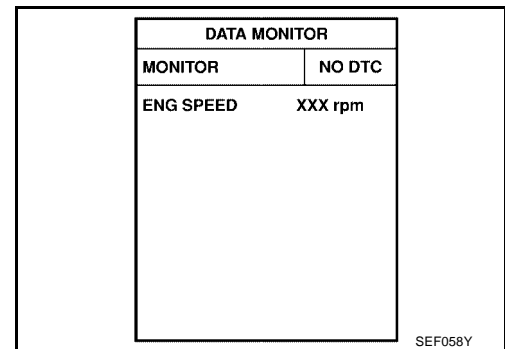 DATA MONITOR
MONITOR NO DTC
ENG SPEED XXX rpm
SEF058Y